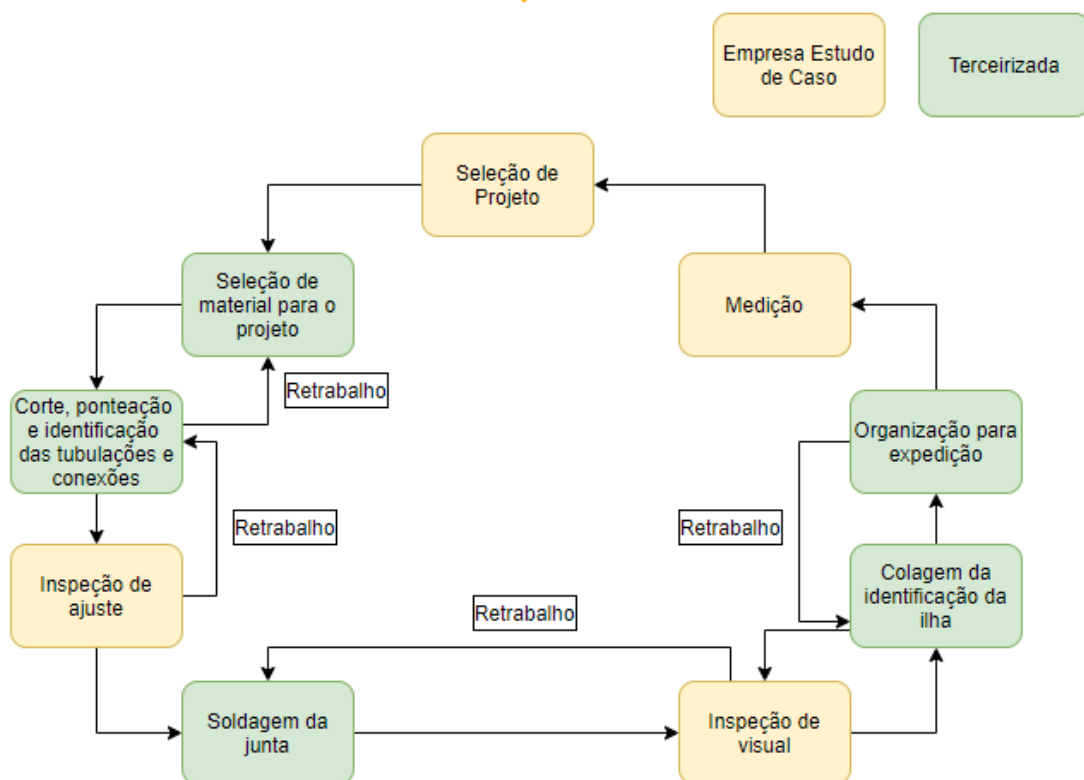 Empresa Estudo
de Caso
Terceirizada
Seleção de
Projeto
Seleção de
material para o
projeto
Medição
Retrabalho
Corte, ponteação
e identificação
das tubulações e
conexões
Organização para
expedição
Retrabalho
Retrabalho
Inspeção de
ajuste
Colagem da
identificação da
ilha
Retrabalho
Soldagem da
junta
Inspeção de
visual